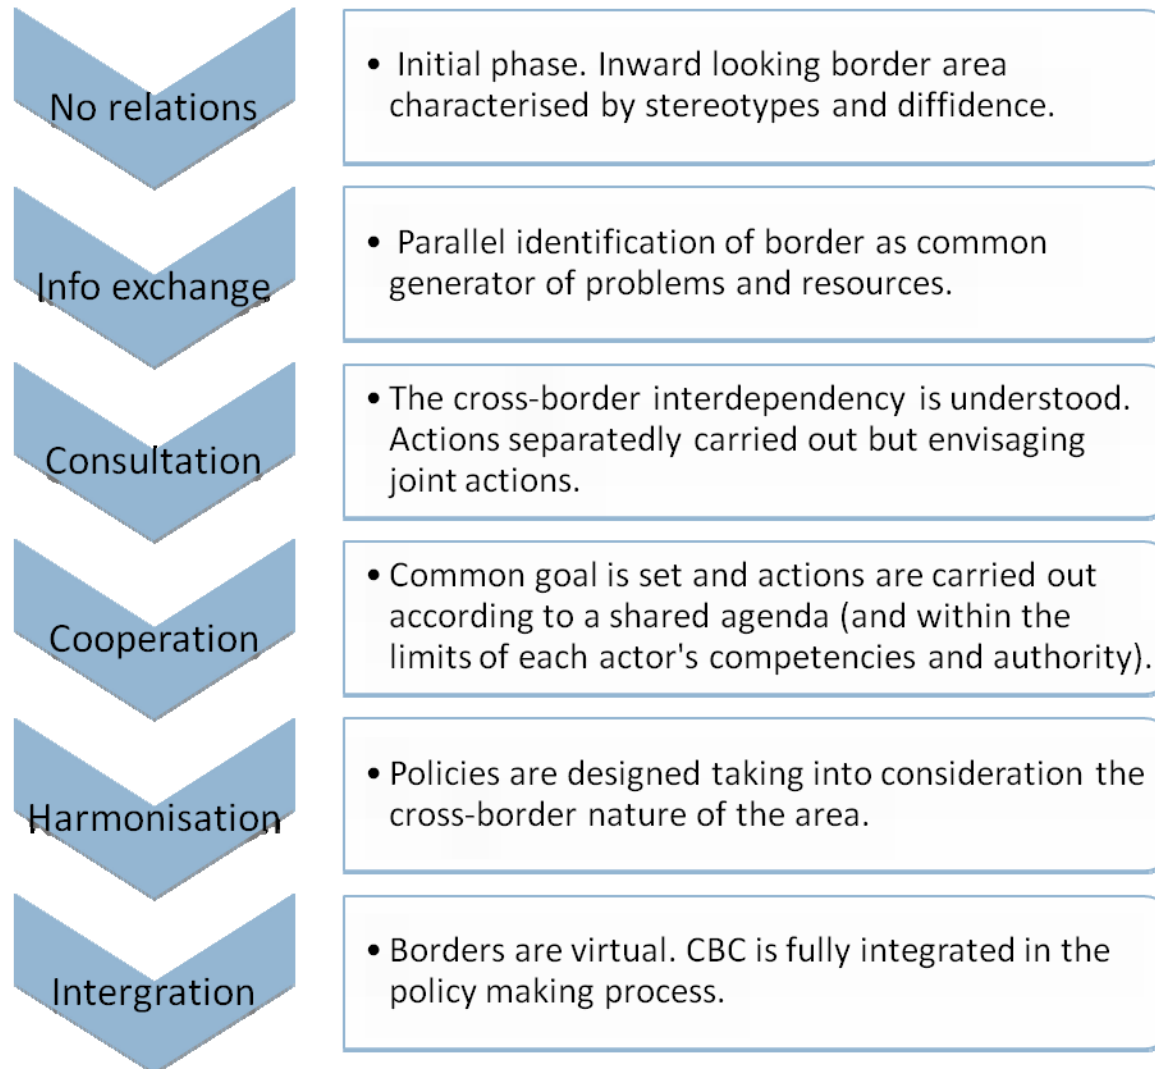 No relations
• Initial phase. Inward looking border area
characterised by stereotypes and diffidence.
Info exchange
• Parallel identification of border as common
generator of problems and resources.
Consultation
• The cross-border interdependency is understood.
Actions separatedly carried out but envisaging
joint actions.
Cooperation
• Common goal is set and actions are carried out
according to a shared agenda (and within the
limits of each actor's competencies and authority).
Harmonisation
• Policies are designed taking into consideration the
cross-border nature of the area.
Intergration
• Borders are virtual. CBC is fully integrated in the
policy making process.